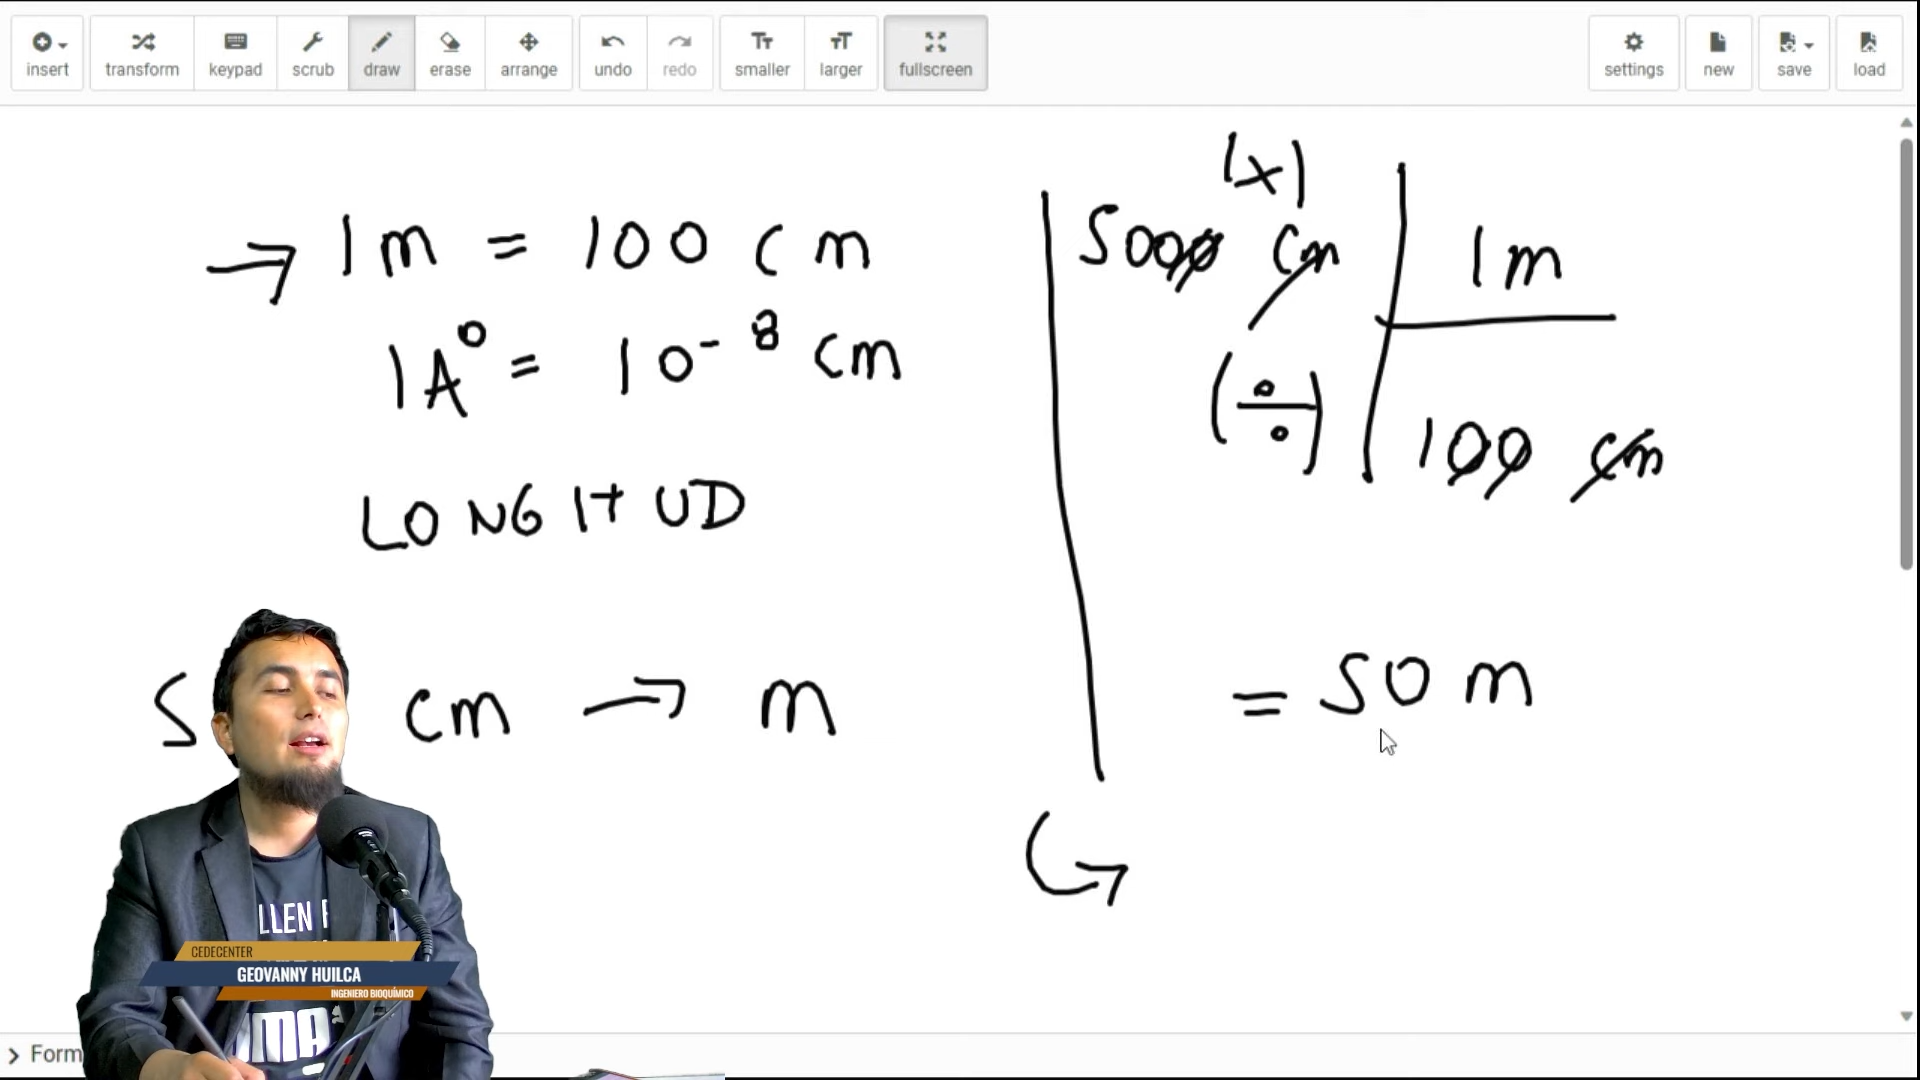 insert transform keypad scrub draw erase arrange undo redo smaller larger fullscreen settings new save load
→ 1m = 100 cm
1A° = 10⁻⁸ cm
LONGITUD
cm → m
(x)
5000 cm | 1m
(÷) 100 cm
= 50 m
LLEN
CEDECENTER
GEOVANNY HUILCA
INGENIERO BIOQUÍMICO
Form